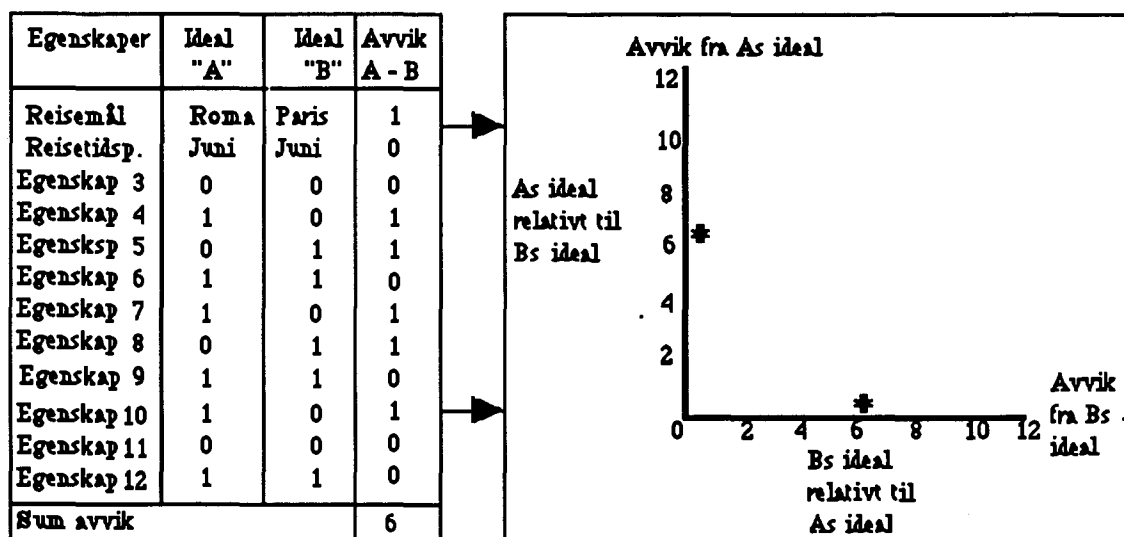 Egenskaper Ideal Ideal Avvik
"A" "B" A - B
Reisemål Roma Paris 1
Reisetidsp. Juni Juni 0
Egenskap 3 0 0 0
Egenskap 4 1 0 1
Egensksp 5 0 1 1
Egenskap 6 1 1 0
Egenskap 7 1 0 1
Egenskap 8 0 1 1
Egenskap 9 1 1 0
Egenskap 10 1 0 1
Egenskap 11 0 0 0
Egenskap 12 1 1 0
Sum avvik 6
Avvik fra As ideal
12
10
8
6
4
2
As ideal
relativt til
Bs ideal
0 2 4 6 8 10 12
Avvik
fra Bs
ideal
Bs ideal
relativt til
As ideal